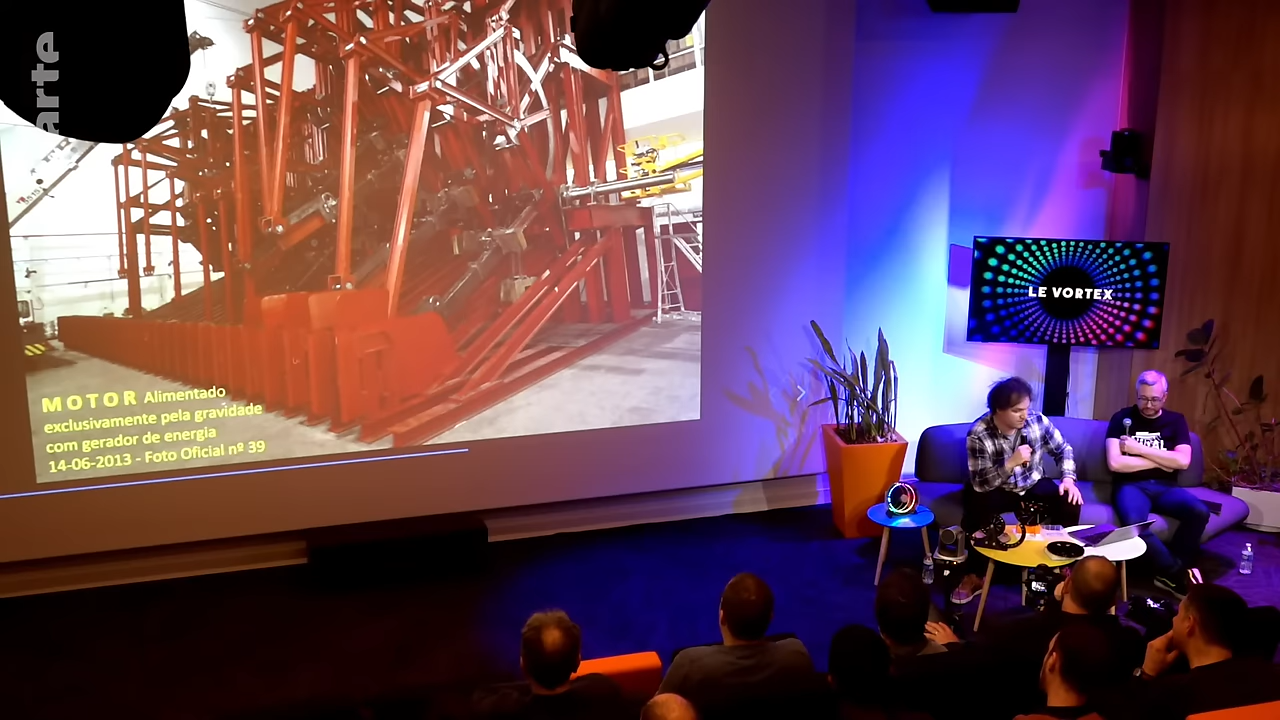 arte
MOTOR Alimentado
exclusivamente pela gravidade
com gerador de energia
14-06-2013 - Foto Oficial nº 39
LE VORTEX